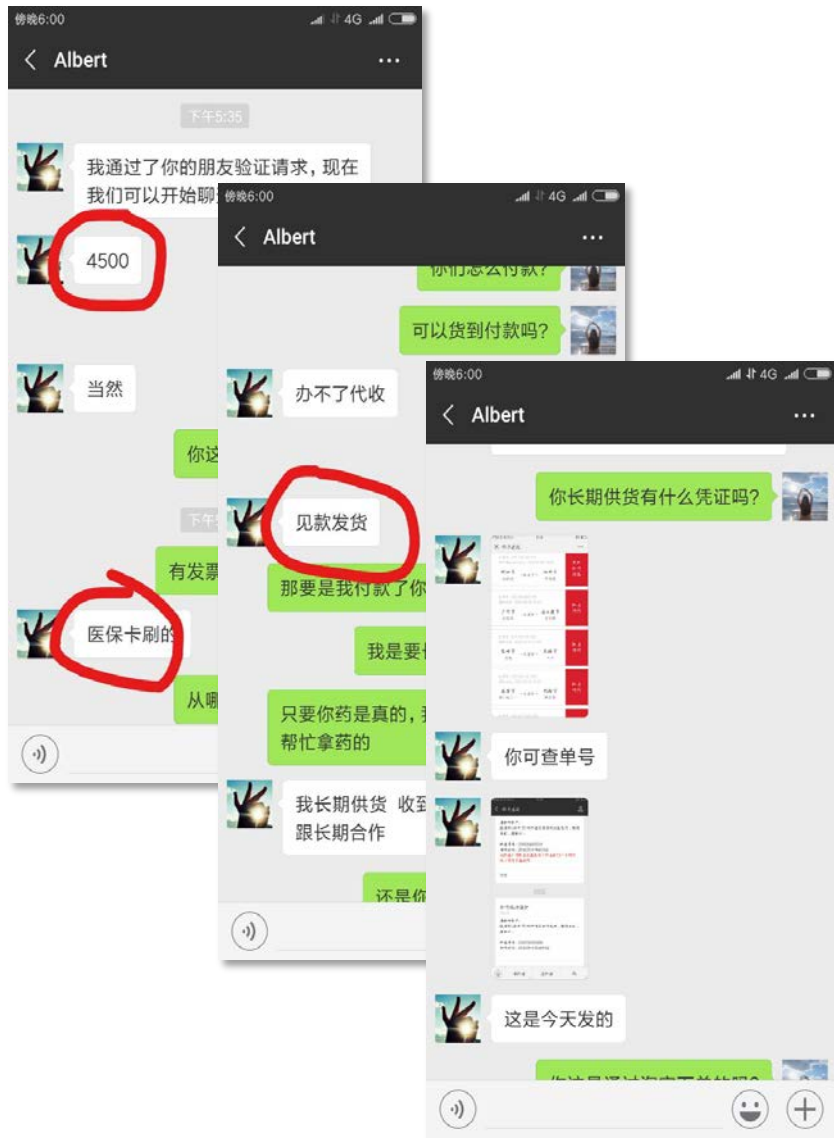 傍晚6:00
4G
Albert
下午5:35
我通过了你的朋友验证请求，现在
我们可以开始聊
4500
当然
你这
下午
有发票
医保卡刷的
从哪
傍晚6:00
4G
Albert
你们怎么付款？
可以货到付款吗？
办不了代收
见款发货
那要是我付款了你
我是要
只要你药是真的，
帮忙拿药的
我长期供货 收到
跟长期合作
还是你
傍晚6:00
4G
Albert
你长期供货有什么凭证吗？
你可查单号
这是今天发的